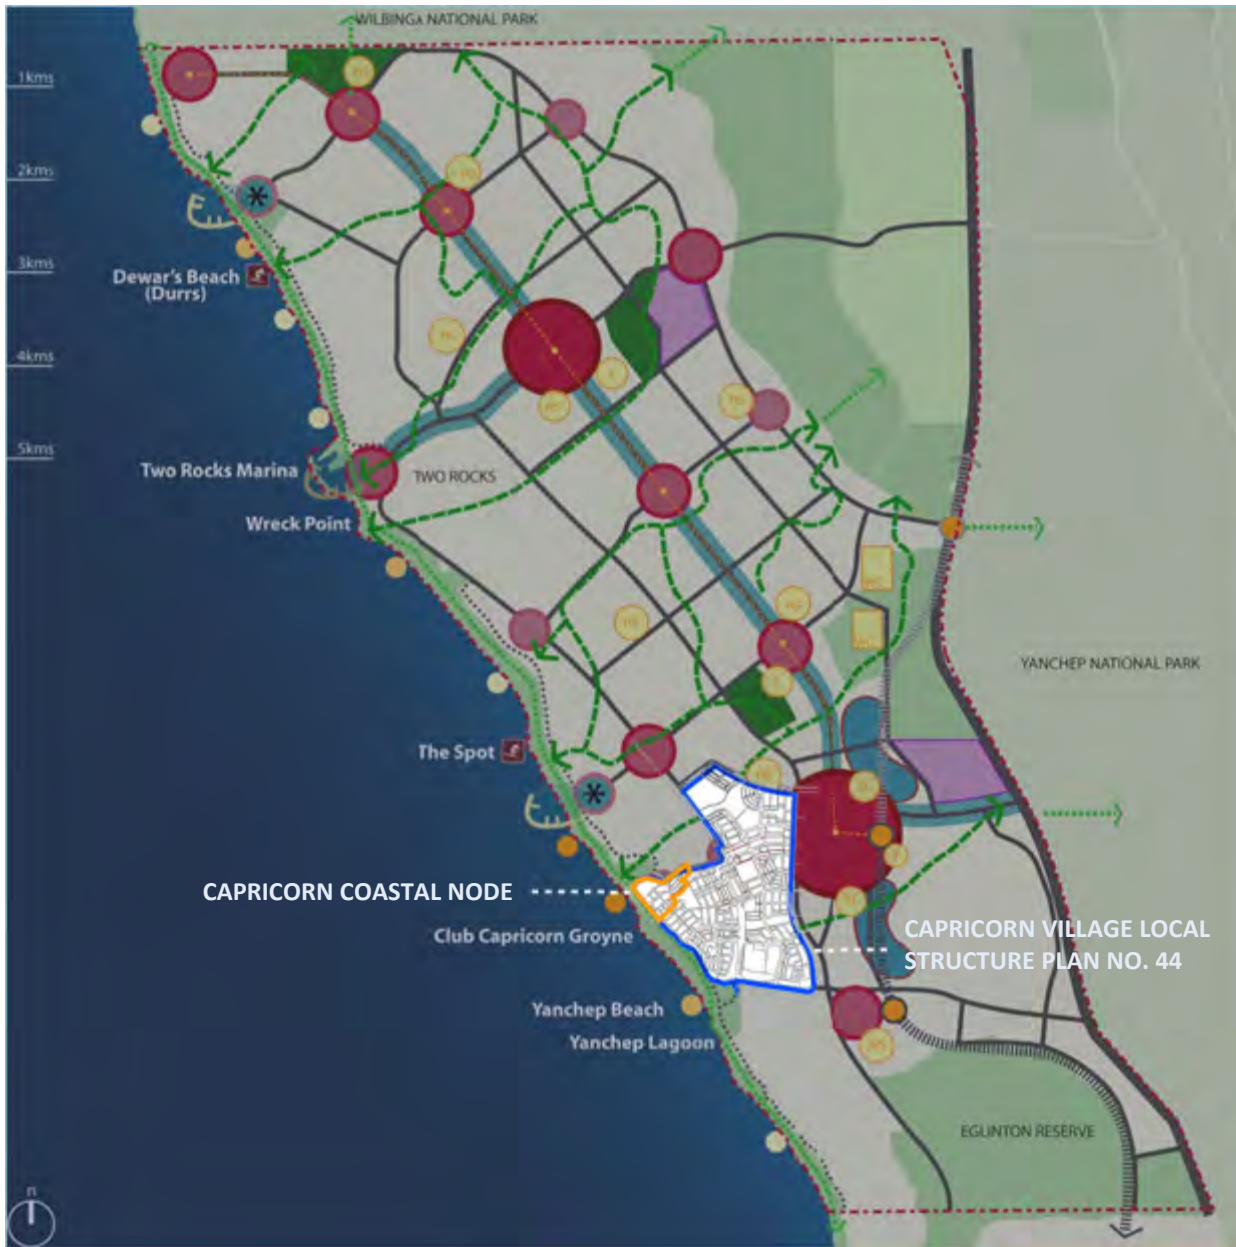 WILBINGA NATIONAL PARK
1kms
2kms
3kms
Dewar's Beach
(Durrs)
4kms
5kms
Two Rocks Marina
TWO ROCKS
Wreck Point
YANCHEP NATIONAL PARK
The Spot
CAPRICORN COASTAL NODE
CAPRICORN VILLAGE LOCAL
STRUCTURE PLAN NO. 44
Club Capricorn Groyne
Yanchep Beach
Yanchep Lagoon
EGLINTON RESERVE
n